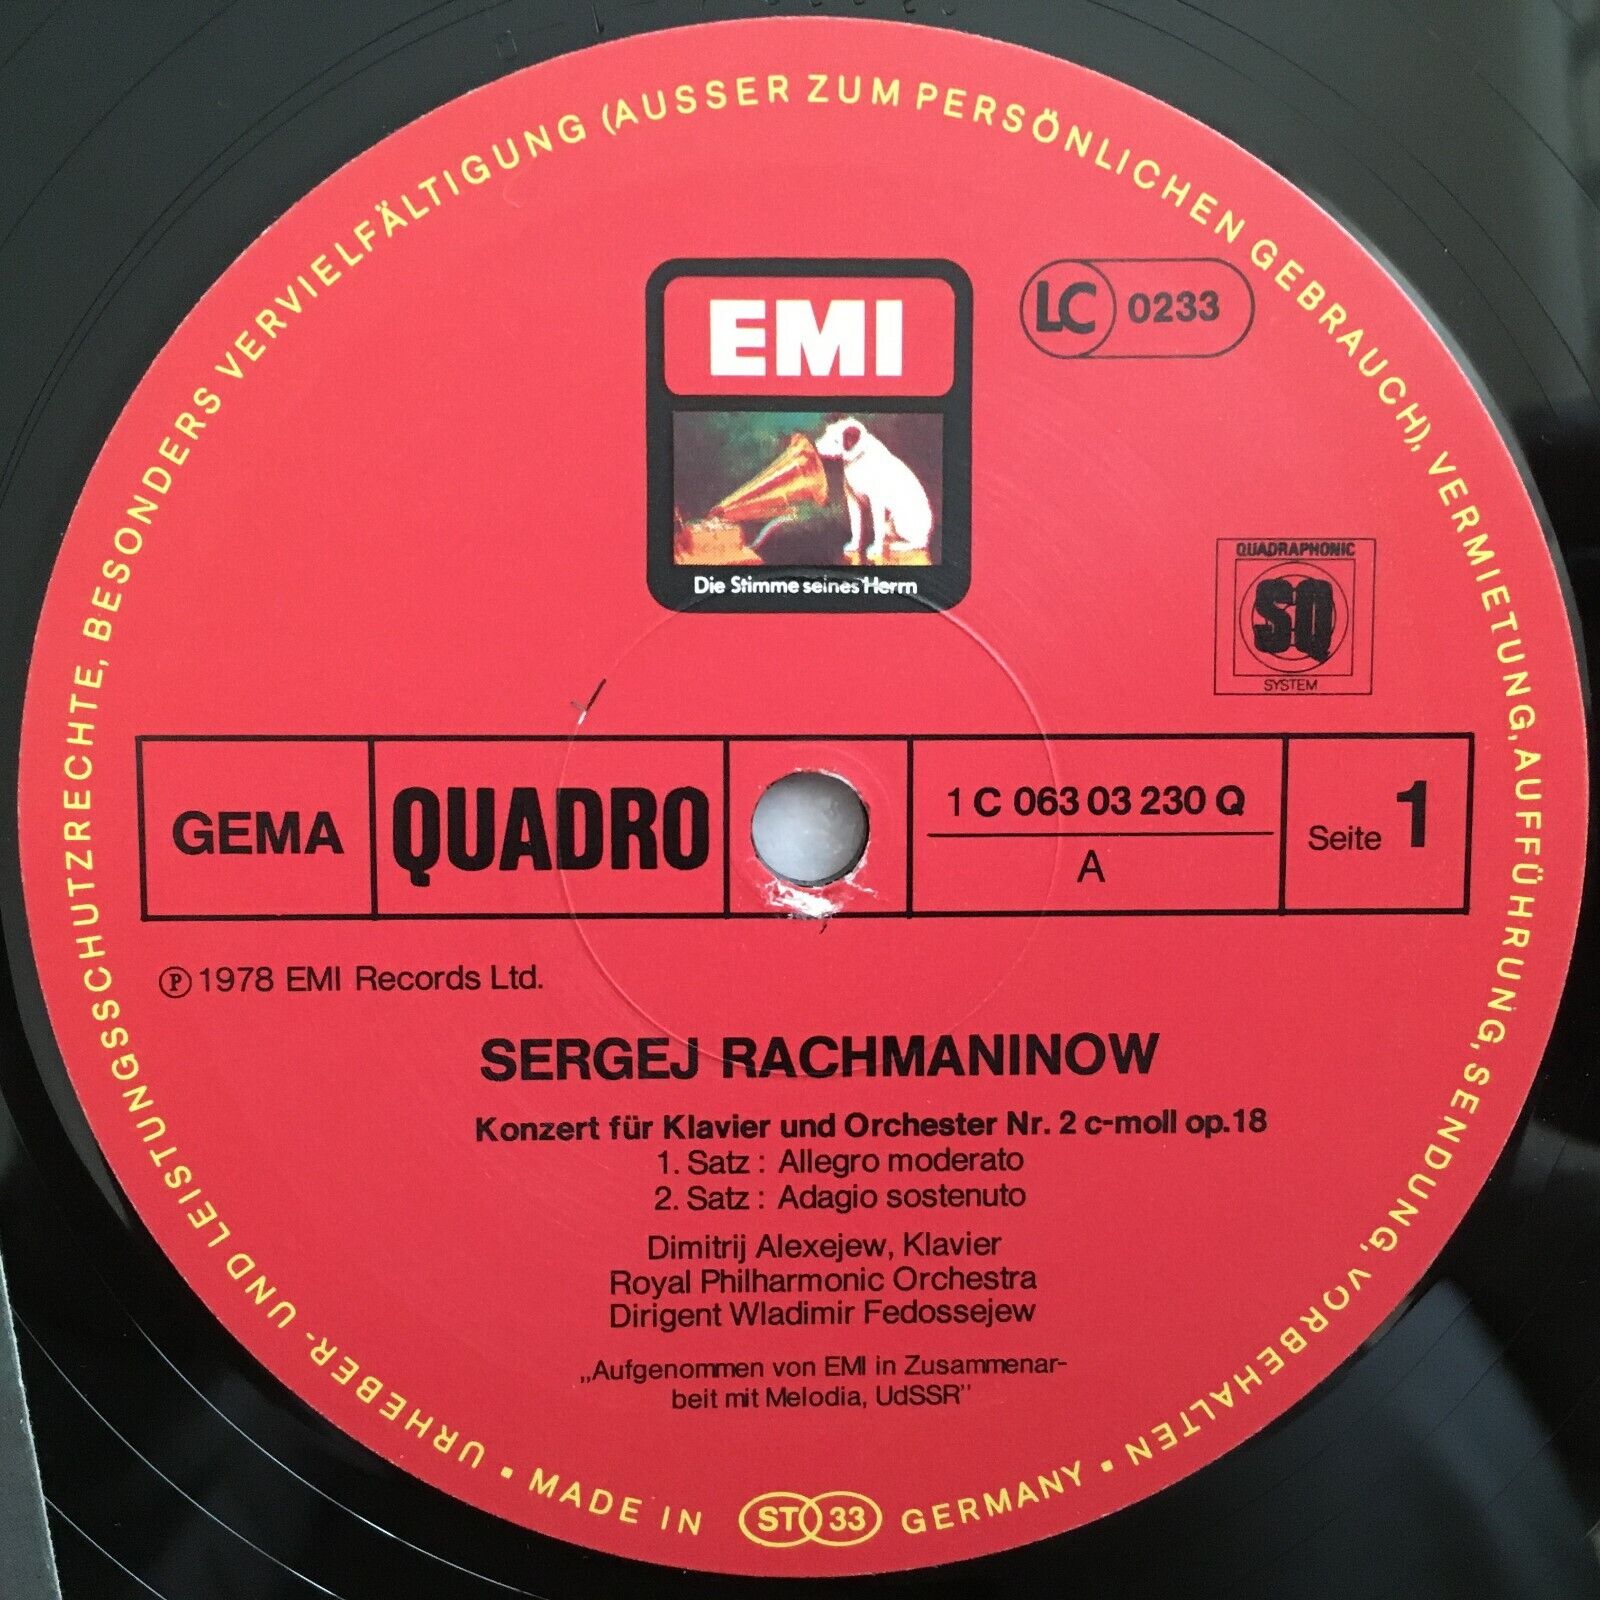 URHEBER- UND LEISTUNGSSCHUTZRECHTE, BESONDERS VERVIELFÄLTIGUNG (AUSSER ZUM PERSÖNLICHEN GEBRAUCH), VERMIETUNG, AUFFÜHRUNG, SENDUNG, VORBEHALTEN •
EMI
LC 0233
Die Stimme seines Herrn
QUADRAPHONIC
SQ
SYSTEM
GEMA
QUADRO
1 C 063 03 230 Q
A
Seite 1
Ⓟ 1978 EMI Records Ltd.
SERGEJ RACHMANINOW
Konzert für Klavier und Orchester Nr. 2 c-moll op.18
1. Satz: Allegro moderato
2. Satz: Adagio sostenuto
Dimitrij Alexejew, Klavier
Royal Philharmonic Orchestra
Dirigent Wladimir Fedossejew
„Aufgenommen von EMI in Zusammenar-
beit mit Melodia, UdSSR”
• MADE IN ST 33 GERMANY